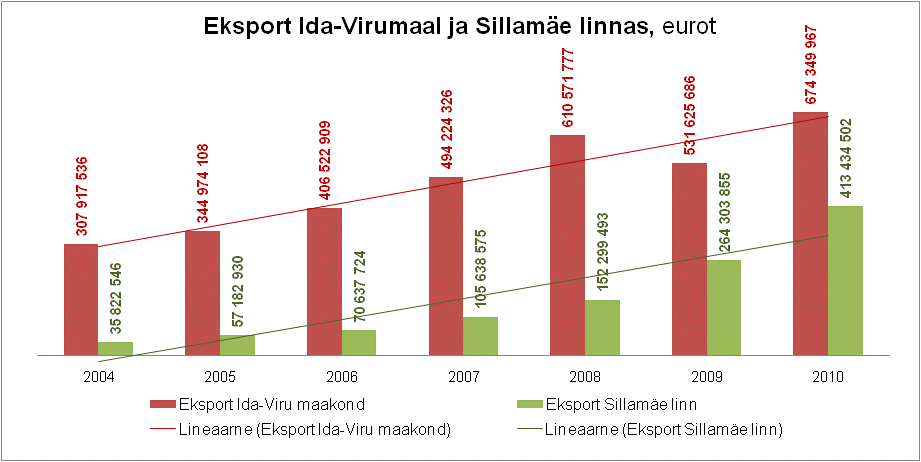 Eksport Ida-Virumaal ja Sillamäe linnas, eurot
307 917 536
35 822 546
344 974 108
57 182 930
406 522 909
70 637 724
494 224 326
105 638 575
610 571 777
152 299 493
531 625 686
264 303 855
674 349 967
413 434 502
2004 2005 2006 2007 2008 2009 2010
Eksport Ida-Viru maakond Eksport Sillamäe linn
Lineaarne (Eksport Ida-Viru maakond) Lineaarne (Eksport Sillamäe linn)